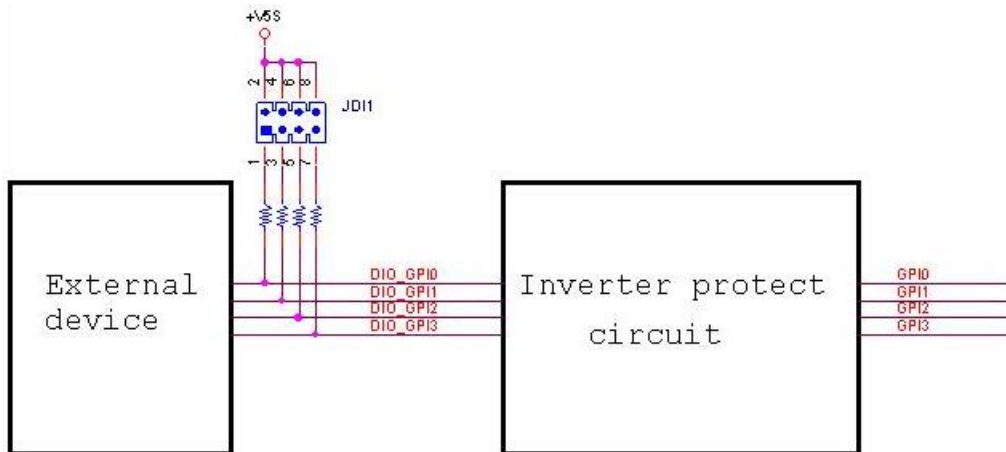 +V5S
2 4 6 8
JDI1
1 3 5 7
External
device
DIO_GPI0
DIO_GPI1
DIO_GPI2
DIO_GPI3
Inverter protect
circuit
GPI0
GPI1
GPI2
GPI3